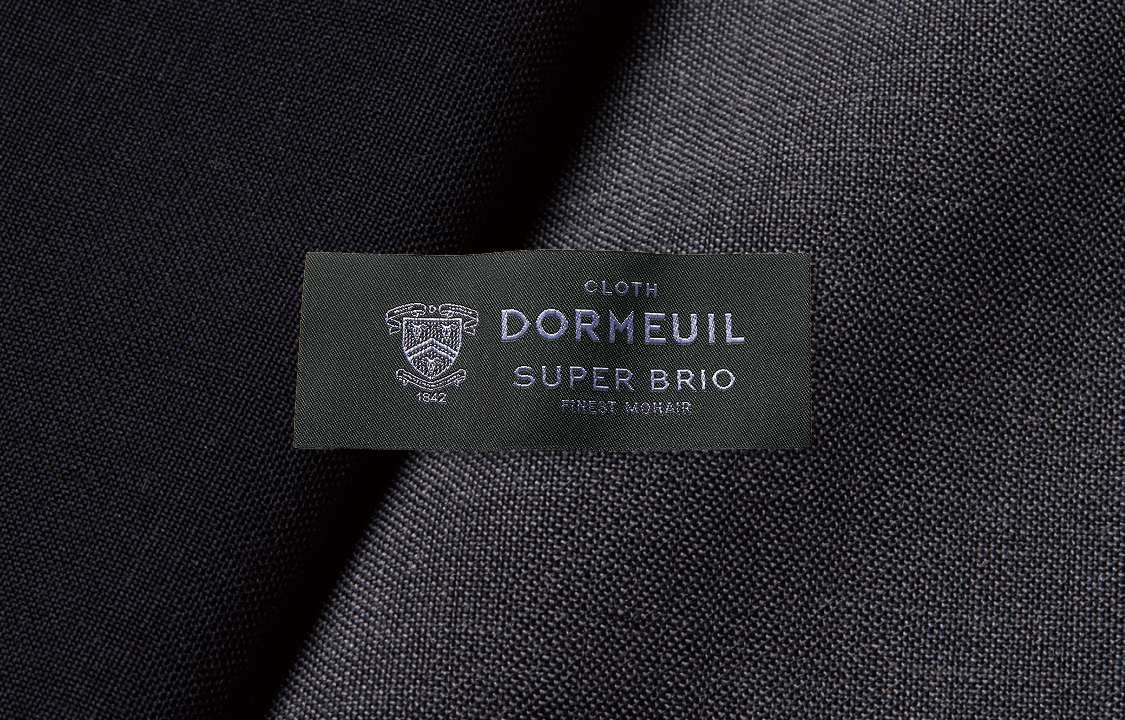 CLOTH
DORMEUIL
SUPER BRIO
FINEST MOHAIR
1842